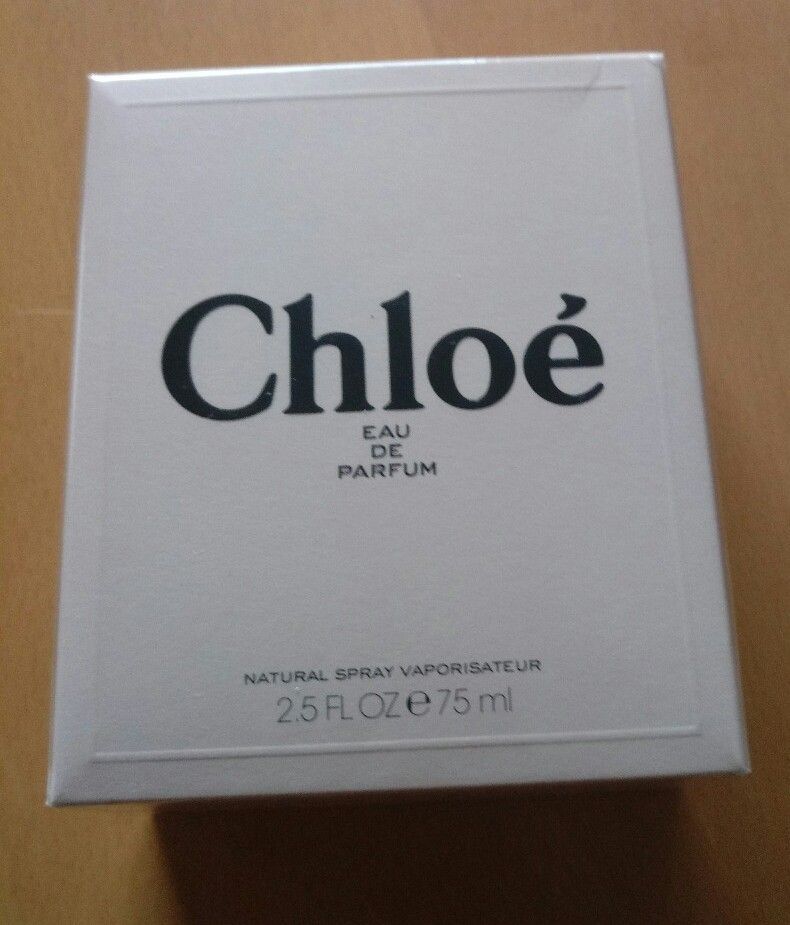 Chloé
EAU
DE
PARFUM
NATURAL SPRAY VAPORISATEUR
2.5 FL OZ ℮ 75 ml